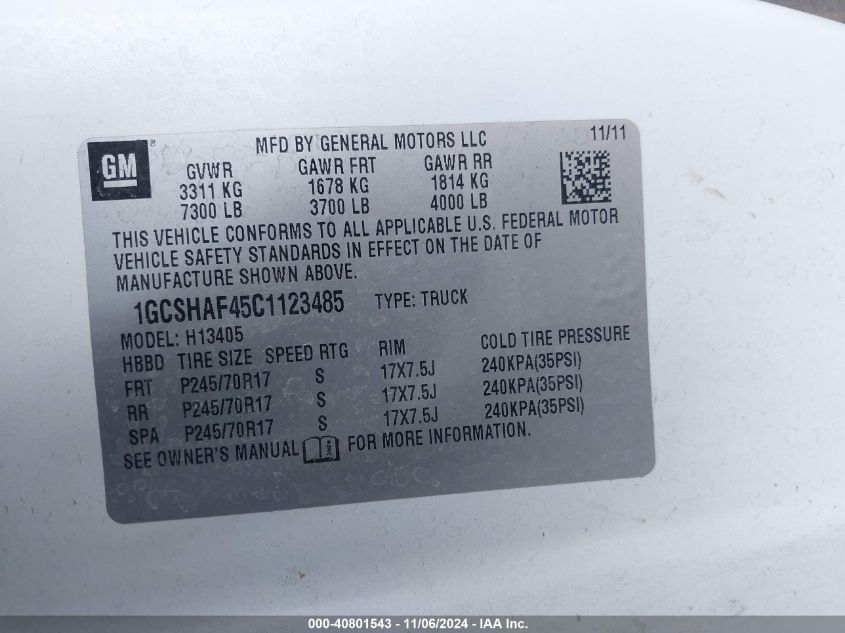 GM ® MFD BY GENERAL MOTORS LLC 11/11
GVWR GAWR FRT GAWR RR
3311 KG 1678 KG 1814 KG
7300 LB 3700 LB 4000 LB
THIS VEHICLE CONFORMS TO ALL APPLICABLE U.S. FEDERAL MOTOR
VEHICLE SAFETY STANDARDS IN EFFECT ON THE DATE OF
MANUFACTURE SHOWN ABOVE.
1GCSHAF45C1123485 TYPE: TRUCK
MODEL: H13405
HBBD TIRE SIZE SPEED RTG RIM COLD TIRE PRESSURE
FRT P245/70R17 S 17X7.5J 240KPA(35PSI)
RR P245/70R17 S 17X7.5J 240KPA(35PSI)
SPA P245/70R17 S 17X7.5J 240KPA(35PSI)
SEE OWNER'S MANUAL i FOR MORE INFORMATION.
000-40801543 - 11/06/2024 - IAA Inc.